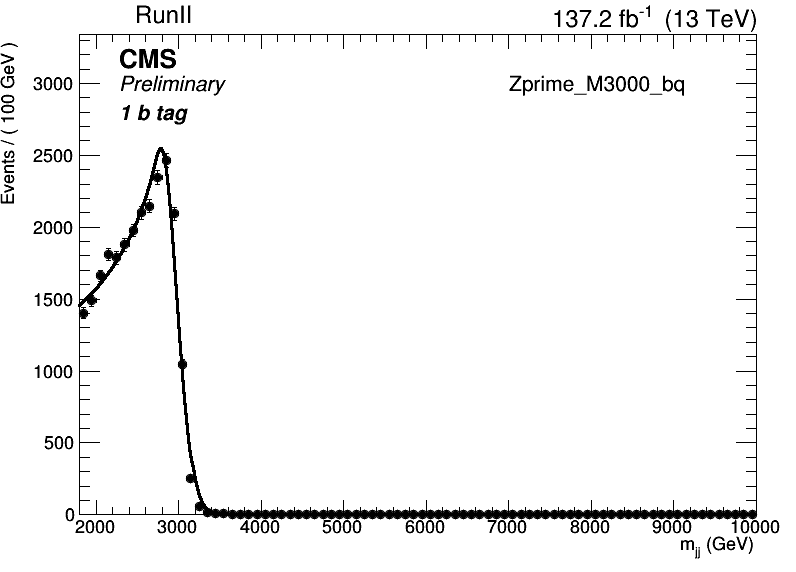 RunII
137.2 fb⁻¹ (13 TeV)
CMS
Preliminary
1 b tag
Zprime_M3000_bq
Events / ( 100 GeV )
3000
2500
2000
1500
1000
500
0
2000 3000 4000 5000 6000 7000 8000 9000 10000
m_jj (GeV)